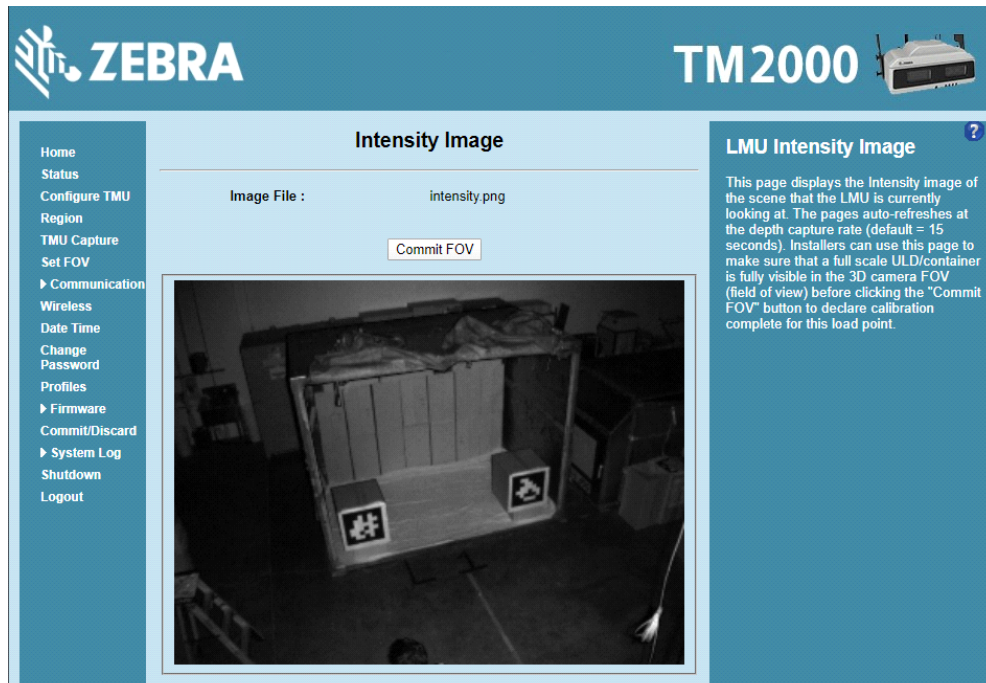 ZEBRA
TM2000
Home
Status
Configure TMU
Region
TMU Capture
Set FOV
Communication
Wireless
Date Time
Change
Password
Profiles
Firmware
Commit/Discard
System Log
Shutdown
Logout
Intensity Image
Image File : intensity.png
Commit FOV
?
LMU Intensity Image
This page displays the Intensity image of
the scene that the LMU is currently
looking at. The pages auto-refreshes at
the depth capture rate (default = 15
seconds). Installers can use this page to
make sure that a full scale ULD/container
is fully visible in the 3D camera FOV
(field of view) before clicking the "Commit
FOV" button to declare calibration
complete for this load point.